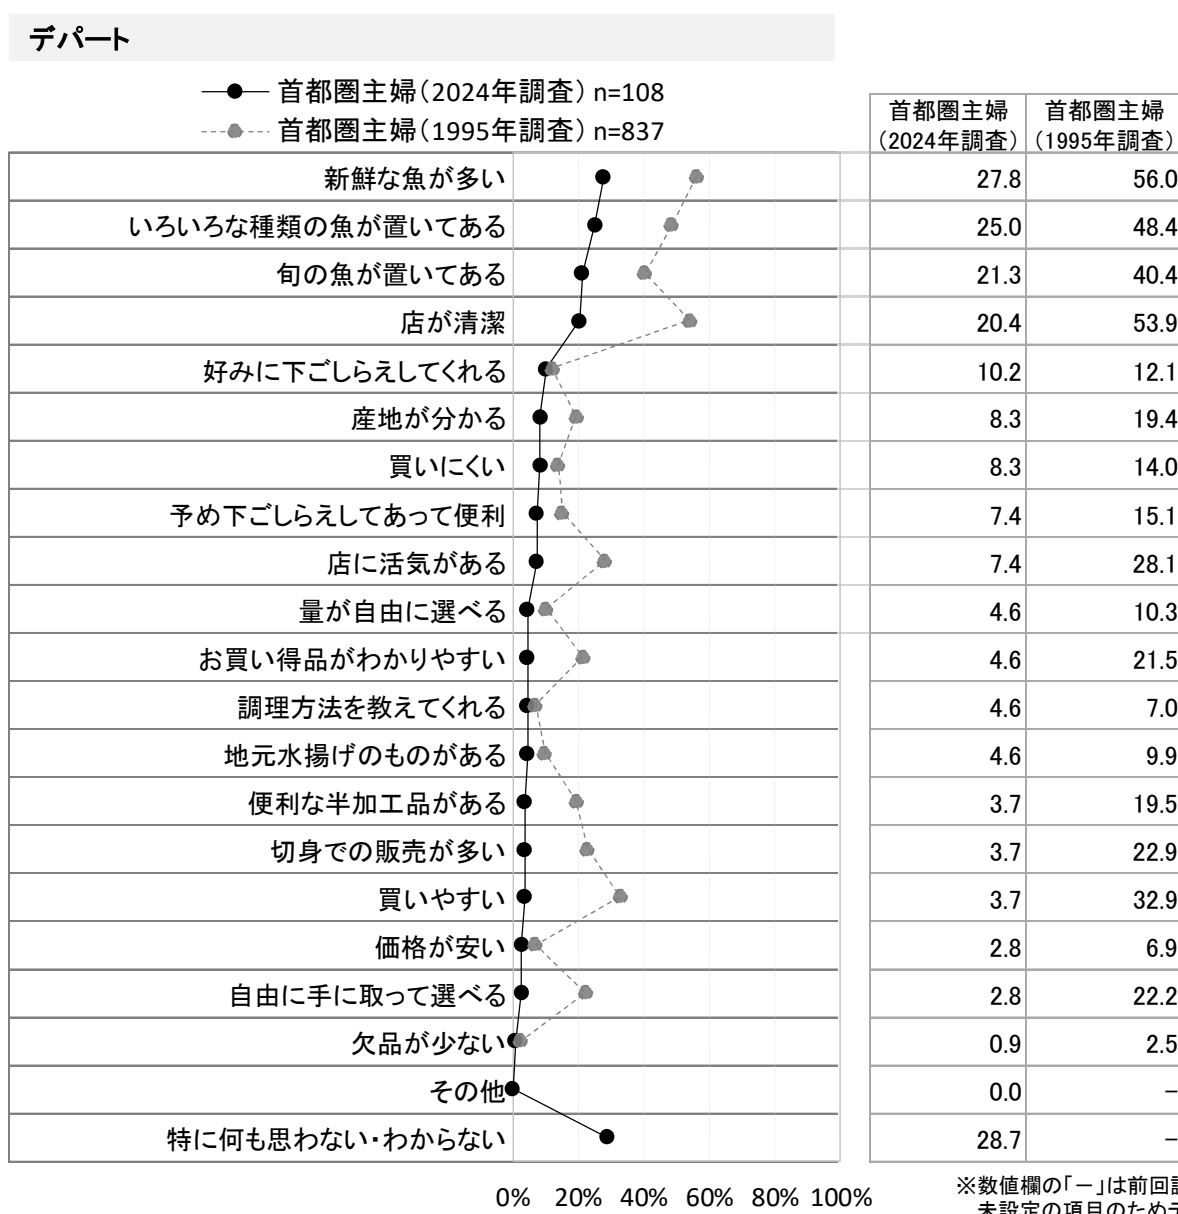 デパート
首都圏主婦（2024年調査）n=108
首都圏主婦（1995年調査）n=837
首都圏主婦（2024年調査） 首都圏主婦（1995年調査）
新鮮な魚が多い 27.8 56.0
いろいろな種類の魚が置いてある 25.0 48.4
旬の魚が置いてある 21.3 40.4
店が清潔 20.4 53.9
好みに下ごしらえしてくれる 10.2 12.1
産地が分かる 8.3 19.4
買いにくい 8.3 14.0
予め下ごしらえしてあって便利 7.4 15.1
店に活気がある 7.4 28.1
量が自由に選べる 4.6 10.3
お買い得品がわかりやすい 4.6 21.5
調理方法を教えてくれる 4.6 7.0
地元水揚げのものがある 4.6 9.9
便利な半加工品がある 3.7 19.5
切身での販売が多い 3.7 22.9
買いやすい 3.7 32.9
価格が安い 2.8 6.9
自由に手に取って選べる 2.8 22.2
欠品が少ない 0.9 2.5
その他 0.0 －
特に何も思わない・わからない 28.7 －
0% 20% 40% 60% 80% 100%
※数値欄の「－」は前回
未設定の項目のため